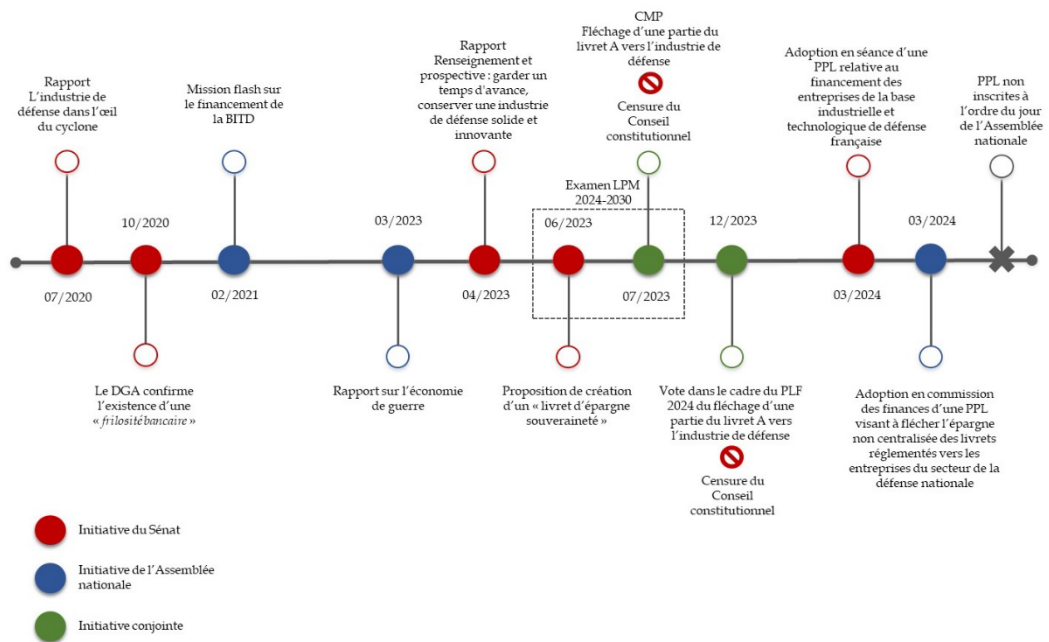 Rapport
L'industrie de
défense dans l'œil
du cyclone
Mission flash sur
le financement de
la BITD
Rapport
Renseignement et
prospective : garder un
temps d'avance,
conserver une industrie
de défense solide et
innovante
CMP
Fléchage d'une partie du
livret A vers l'industrie de
défense
Censure du
Conseil
constitutionnel
Adoption en séance d'une
PPL relative au
financement des
entreprises de la base
industrielle et
technologique de défense
française
PPL non
inscrites à
l'ordre du jour
de l'Assemblée
nationale
Examen LPM
2024-2030
10/2020
03/2023
06/2023
12/2023
03/2024
07/2020
02/2021
04/2023
07/2023
03/2024
Le DGA confirme
l'existence d'une
« frilosité bancaire »
Rapport sur l'économie
de guerre
Proposition de création
d'un « livret d'épargne
souveraineté »
Vote dans le cadre du PLF
2024 du fléchage d'une
partie du livret A vers
l'industrie de défense
Censure du
Conseil
constitutionnel
Adoption en commission
des finances d'une PPL
visant à flécher l'épargne
non centralisée des livrets
réglementés vers les
entreprises du secteur de la
défense nationale
Initiative du Sénat
Initiative de l'Assemblée
nationale
Initiative conjointe